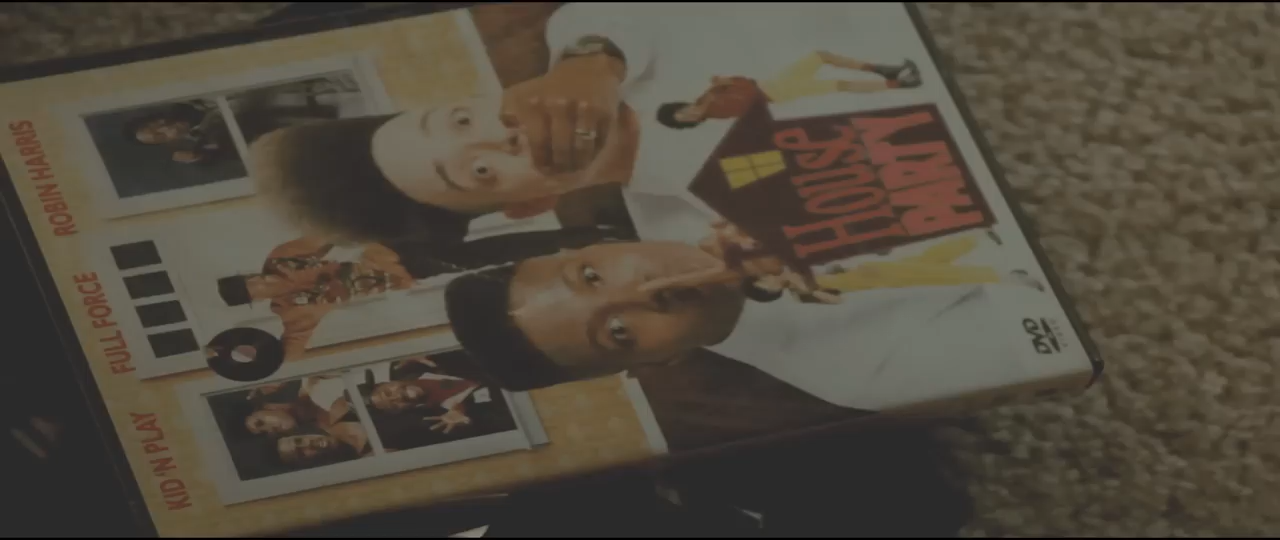 KID 'N PLAY
FULL FORCE
ROBIN HARRIS
HOUSE
PARTY
DVD